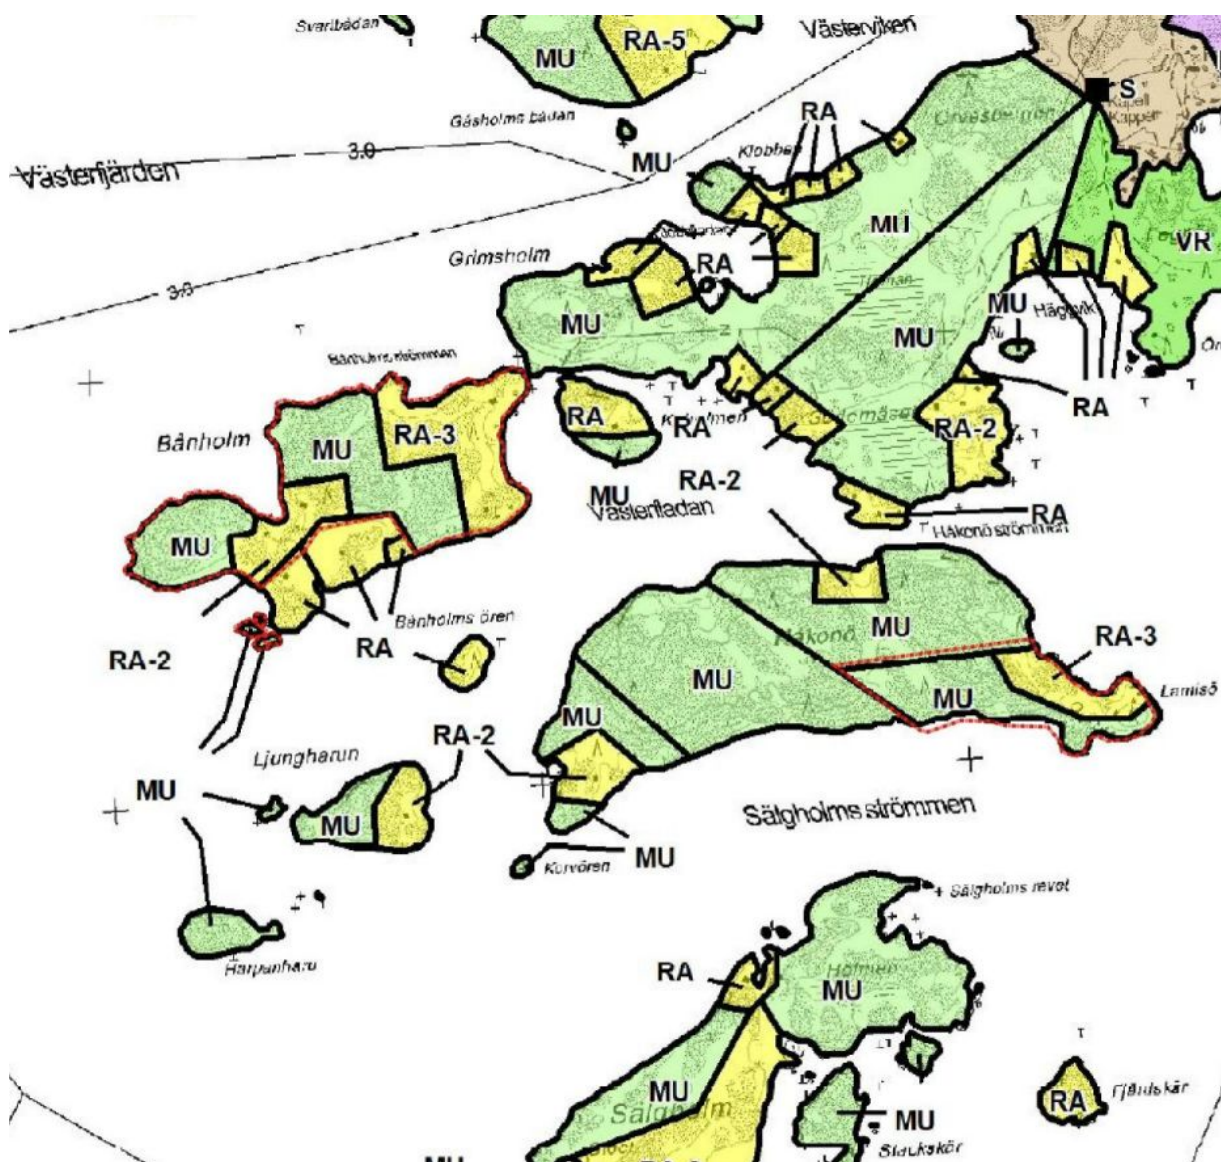 Svartbådan
MU
RA-5
Västerviken
S
Kapell
Kappeli
Gåsholms bådan
3.0
RA
Västerfjärden
MU
Klobben
MU
VR
Grimsholm
RA
3.0
MU
MU
MU
Häggvik
Bånholms strömmen
RA
Bånholm
MU
RA-3
RA
RA
RA-2
RA-2
MU
Västerfladan
RA
Håkonö strömmen
MU
RA-2
Bånholms ören
RA
Håkonö
MU
RA-3
MU
MU
Lamisö
MU
Ljungharun
RA-2
MU
MU
Sälgholms strömmen
MU
Korvören
Sälgholms revet
Harpanharu
RA
Holmen
MU
MU
Sälgholm
MU
RA
Fjärdskär
Stackskär
MU